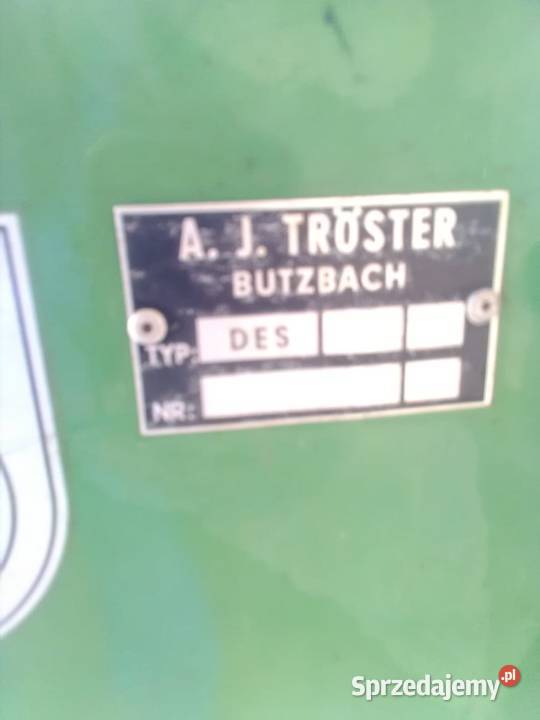 A. J. TRÖSTER
BUTZBACH
TYP: DES
NR:
Sprzedajemy.pl